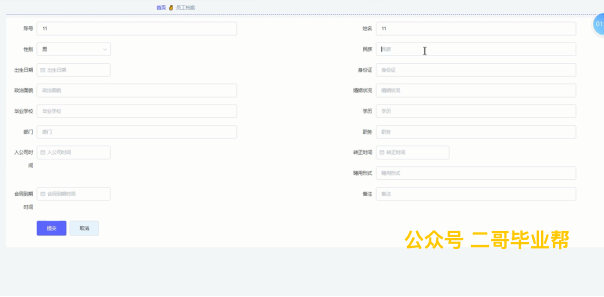 首页 员工档案
账号 11 姓名 11
性别 男 民族 民族
出生日期 出生日期 身份证 身份证
政治面貌 政治面貌 婚姻状况 婚姻状况
毕业学校 毕业学校 学历 学历
部门 部门 职务 职务
入公司时间 入公司时间 转正时间 转正时间
聘用形式 聘用形式
合同到期时间 合同到期时间 备注 备注
提交 取消
公众号 二哥毕业帮